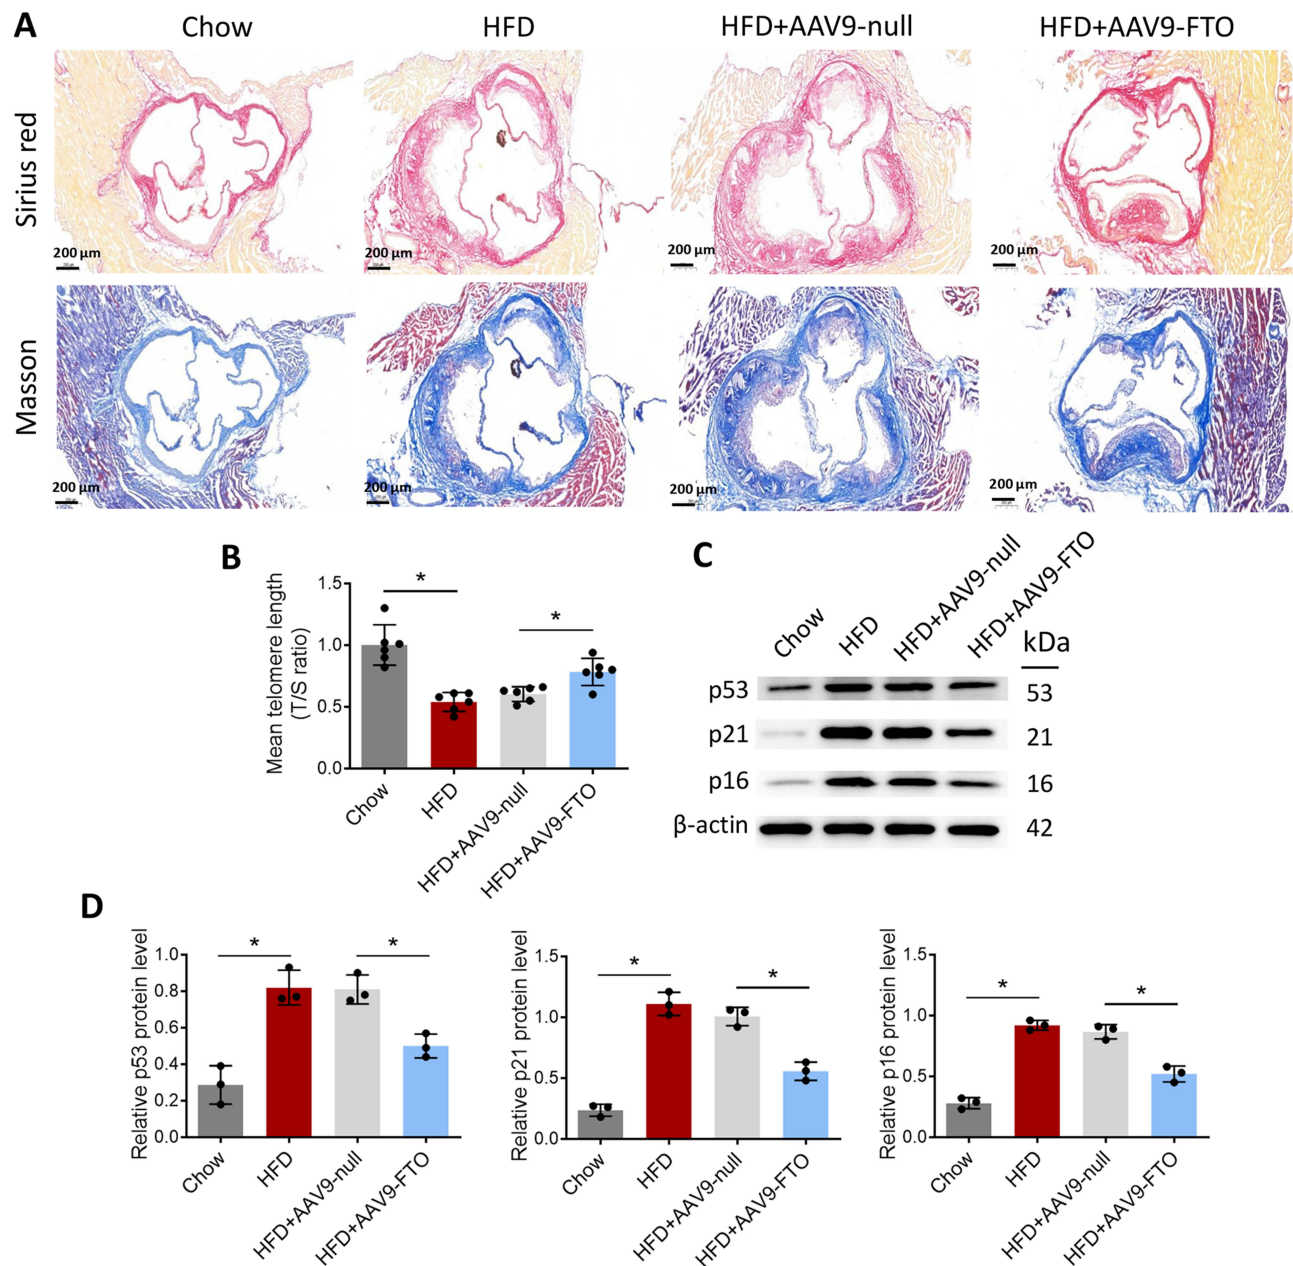 A
Chow
HFD
HFD+AAV9-null
HFD+AAV9-FTO
Sirius red
200 μm
200 μm
200 μm
200 μm
Masson
200 μm
200 μm
200 μm
200 μm
B
Mean telomere length
(T/S ratio)
1.5
1.0
0.5
0.0
*
*
Chow
HFD
HFD+AAV9-null
HFD+AAV9-FTO
C
Chow
HFD
HFD+AAV9-null
HFD+AAV9-FTO
kDa
p53
53
p21
21
p16
16
β-actin
42
D
Relative p53 protein level
1.0
0.8
0.6
0.4
0.2
0.0
*
*
Chow
HFD
HFD+AAV9-null
HFD+AAV9-FTO
Relative p21 protein level
1.5
1.0
0.5
0.0
*
*
Chow
HFD
HFD+AAV9-null
HFD+AAV9-FTO
Relative p16 protein level
1.5
1.0
0.5
0.0
*
*
Chow
HFD
HFD+AAV9-null
HFD+AAV9-FTO